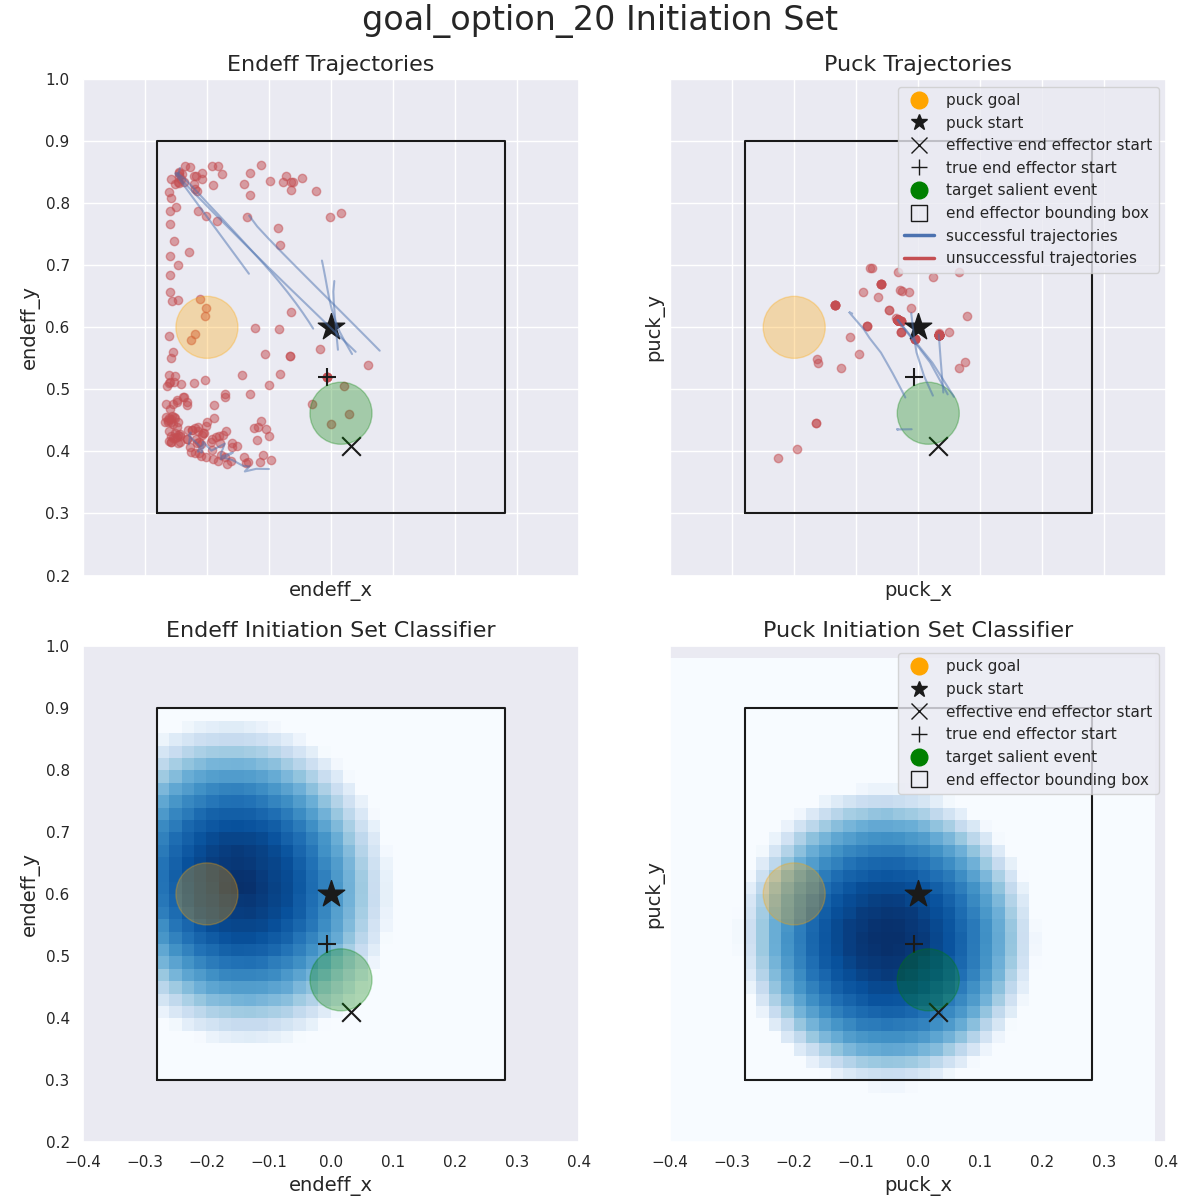 goal_option_20 Initiation Set
Endeff Trajectories
1.0
0.9
0.8
0.7
0.6
0.5
0.4
0.3
0.2
endeff_y
endeff_x
Puck Trajectories
puck goal
puck start
effective end effector start
true end effector start
target salient event
end effector bounding box
successful trajectories
unsuccessful trajectories
puck_y
puck_x
Endeff Initiation Set Classifier
1.0
0.9
0.8
0.7
0.6
0.5
0.4
0.3
0.2
endeff_y
−0.4 −0.3 −0.2 −0.1 0.0 0.1 0.2 0.3 0.4
endeff_x
Puck Initiation Set Classifier
puck goal
puck start
effective end effector start
true end effector start
target salient event
end effector bounding box
puck_y
−0.4 −0.3 −0.2 −0.1 0.0 0.1 0.2 0.3 0.4
puck_x